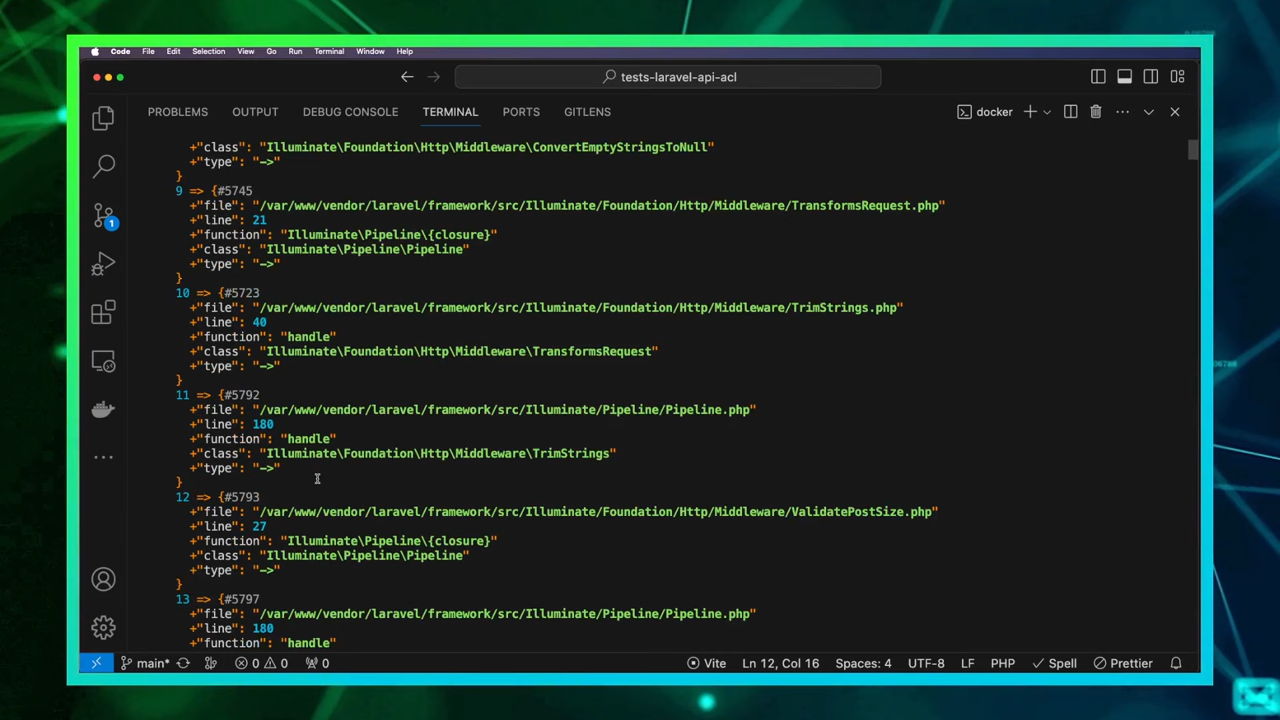 Code File Edit Selection View Go Run Terminal Window Help
tests-laravel-api-acl
PROBLEMS OUTPUT DEBUG CONSOLE TERMINAL PORTS GITLENS docker
+"class": "Illuminate\Foundation\Http\Middleware\ConvertEmptyStringsToNull"
+"type": "->"
}
9 => {#5745
+"file": "/var/www/vendor/laravel/framework/src/Illuminate/Foundation/Http/Middleware/TransformsRequest.php"
+"line": 21
+"function": "Illuminate\Pipeline\{closure}"
+"class": "Illuminate\Pipeline\Pipeline"
+"type": "->"
}
10 => {#5723
+"file": "/var/www/vendor/laravel/framework/src/Illuminate/Foundation/Http/Middleware/TrimStrings.php"
+"line": 40
+"function": "handle"
+"class": "Illuminate\Foundation\Http\Middleware\TransformsRequest"
+"type": "->"
}
11 => {#5792
+"file": "/var/www/vendor/laravel/framework/src/Illuminate/Pipeline/Pipeline.php"
+"line": 180
+"function": "handle"
+"class": "Illuminate\Foundation\Http\Middleware\TrimStrings"
+"type": "->"
}
12 => {#5793
+"file": "/var/www/vendor/laravel/framework/src/Illuminate/Foundation/Http/Middleware/ValidatePostSize.php"
+"line": 27
+"function": "Illuminate\Pipeline\{closure}"
+"class": "Illuminate\Pipeline\Pipeline"
+"type": "->"
}
13 => {#5797
+"file": "/var/www/vendor/laravel/framework/src/Illuminate/Pipeline/Pipeline.php"
+"line": 180
+"function": "handle"
1
main* 0 0 0 Vite Ln 12, Col 16 Spaces: 4 UTF-8 LF PHP Spell Prettier